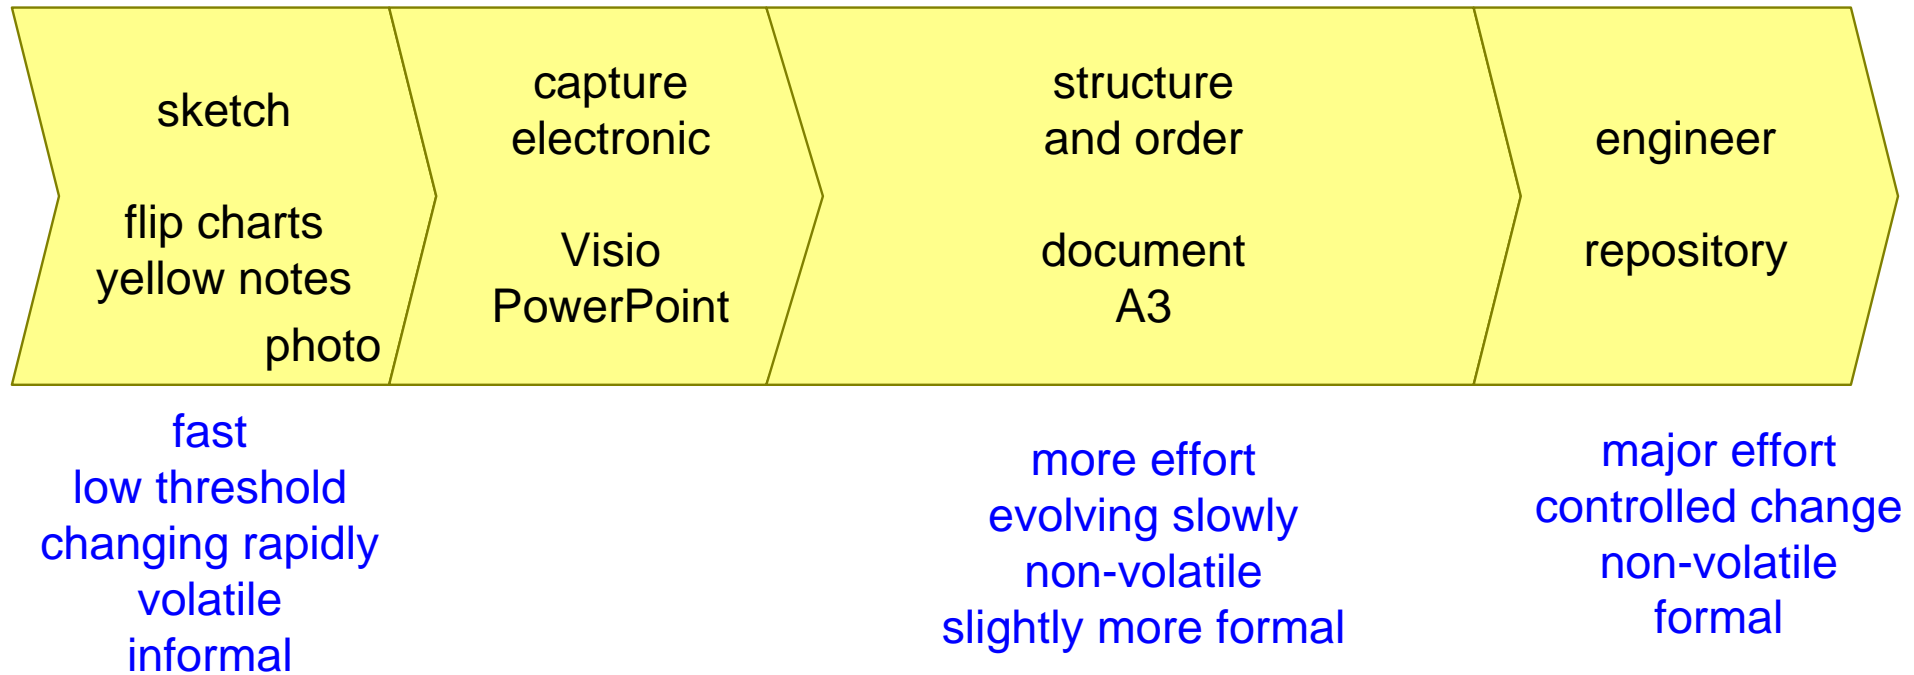 sketch
flip charts
yellow notes
photo
capture
electronic
Visio
PowerPoint
structure
and order
document
A3
engineer
repository
fast
low threshold
changing rapidly
volatile
informal
more effort
evolving slowly
non-volatile
slightly more formal
major effort
controlled change
non-volatile
formal